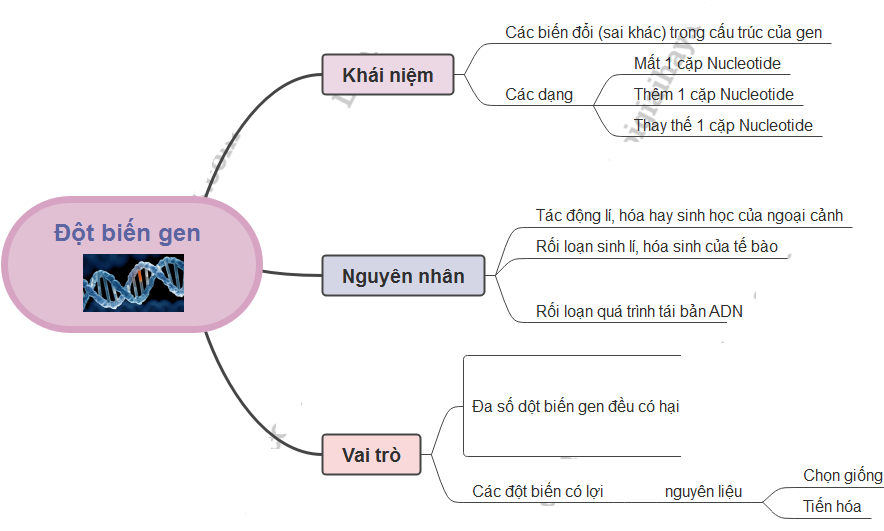 Đột biến gen
Khái niệm
Các biến đổi (sai khác) trong cấu trúc của gen
Các dạng
Mất 1 cặp Nucleotide
Thêm 1 cặp Nucleotide
Thay thế 1 cặp Nucleotide
Nguyên nhân
Tác động lí, hóa hay sinh học của ngoại cảnh
Rối loạn sinh lí, hóa sinh của tế bào
Rối loạn quá trình tái bản ADN
Vai trò
Đa số dột biến gen đều có hại
Các đột biến có lợi
nguyên liệu
Chọn giống
Tiến hóa